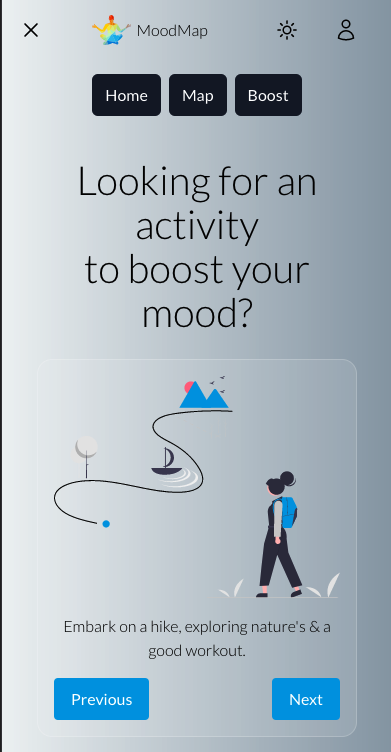 MoodMap
Home Map Boost
Looking for an
activity
to boost your
mood?
Embark on a hike, exploring nature's & a
good workout.
Previous Next